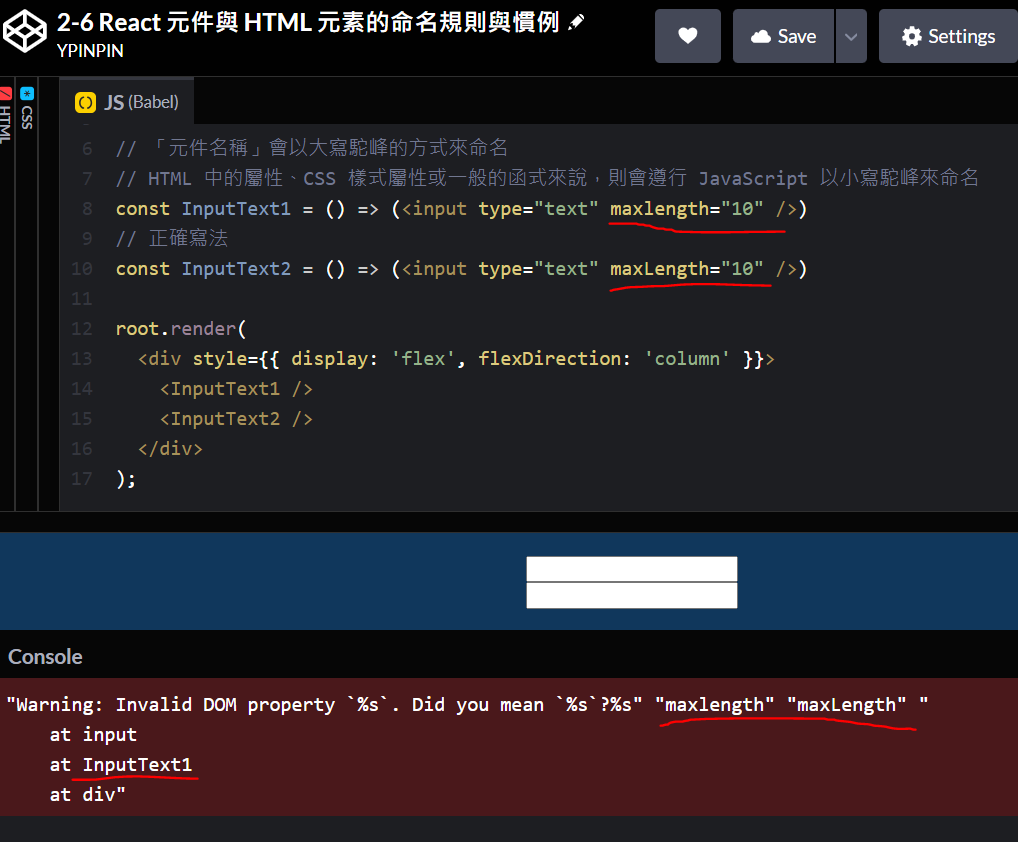 2-6 React 元件與 HTML 元素的命名規則與慣例
YPINPIN
Save
Settings
HTML
CSS
JS (Babel)
6 // 「元件名稱」會以大寫駝峰的方式來命名
7 // HTML 中的屬性、CSS 樣式屬性或一般的函式來說，則會遵行 JavaScript 以小寫駝峰來命名
8 const InputText1 = () => (<input type="text" maxlength="10" />)
9 // 正確寫法
10 const InputText2 = () => (<input type="text" maxLength="10" />)
11
12 root.render(
13 <div style={{ display: 'flex', flexDirection: 'column' }}>
14 <InputText1 />
15 <InputText2 />
16 </div>
17 );
Console
"Warning: Invalid DOM property `%s`. Did you mean `%s`?%s" "maxlength" "maxLength" "
at input
at InputText1
at div"